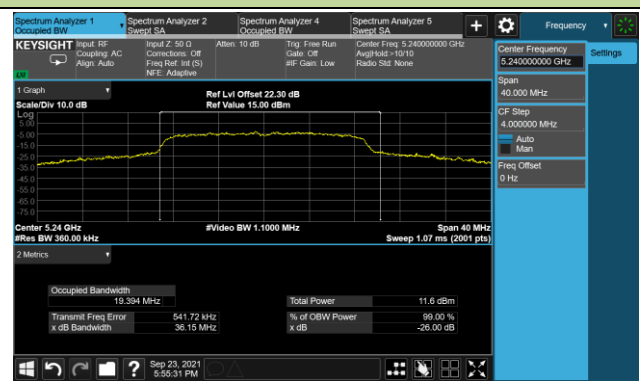 Spectrum Analyzer 1
Occupied BW
Spectrum Analyzer 2
Swept SA
Spectrum Analyzer 4
Occupied BW
Spectrum Analyzer 5
Swept SA
+
Frequency
KEYSIGHT
Input: RF
Coupling: AC
Align: Auto
Input Z: 50 Ω
Corrections: Off
Freq Ref: Int (S)
NFE: Adaptive
Atten: 10 dB
Trig: Free Run
Gate: Off
#IF Gain: Low
Center Freq: 5.240000000 GHz
Avg|Hold:>10/10
Radio Std: None
LXI
Center Frequency
5.240000000 GHz
Settings
Span
40.000 MHz
CF Step
4.000000 MHz
Auto
Man
Freq Offset
0 Hz
1 Graph
Scale/Div 10.0 dB
Ref Lvl Offset 22.30 dB
Ref Value 15.00 dBm
Log
5.00
-5.00
-15.0
-25.0
-35.0
-45.0
-55.0
-65.0
-75.0
Center 5.24 GHz
#Res BW 360.00 kHz
#Video BW 1.1000 MHz
Span 40 MHz
Sweep 1.07 ms (2001 pts)
2 Metrics
Occupied Bandwidth
19.394 MHz
Total Power 11.6 dBm
Transmit Freq Error 541.72 kHz
% of OBW Power 99.00 %
x dB Bandwidth 36.15 MHz
x dB -26.00 dB
?
Sep 23, 2021
5:55:31 PM